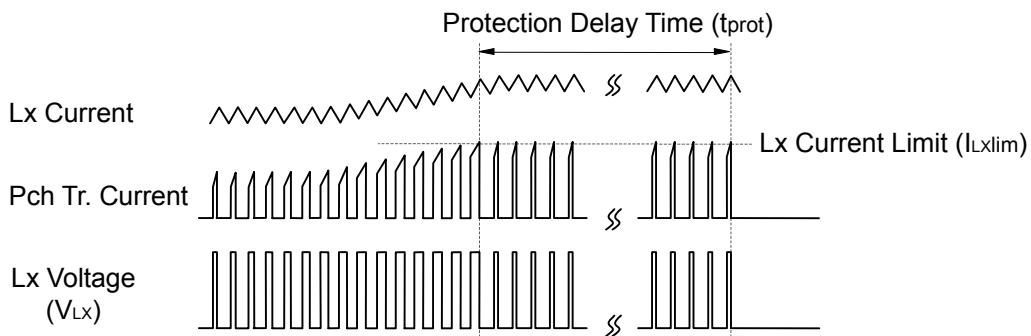 Protection Delay Time (tprot)
Lx Current
Lx Current Limit (ILxlim)
Pch Tr. Current
Lx Voltage
(VLX)